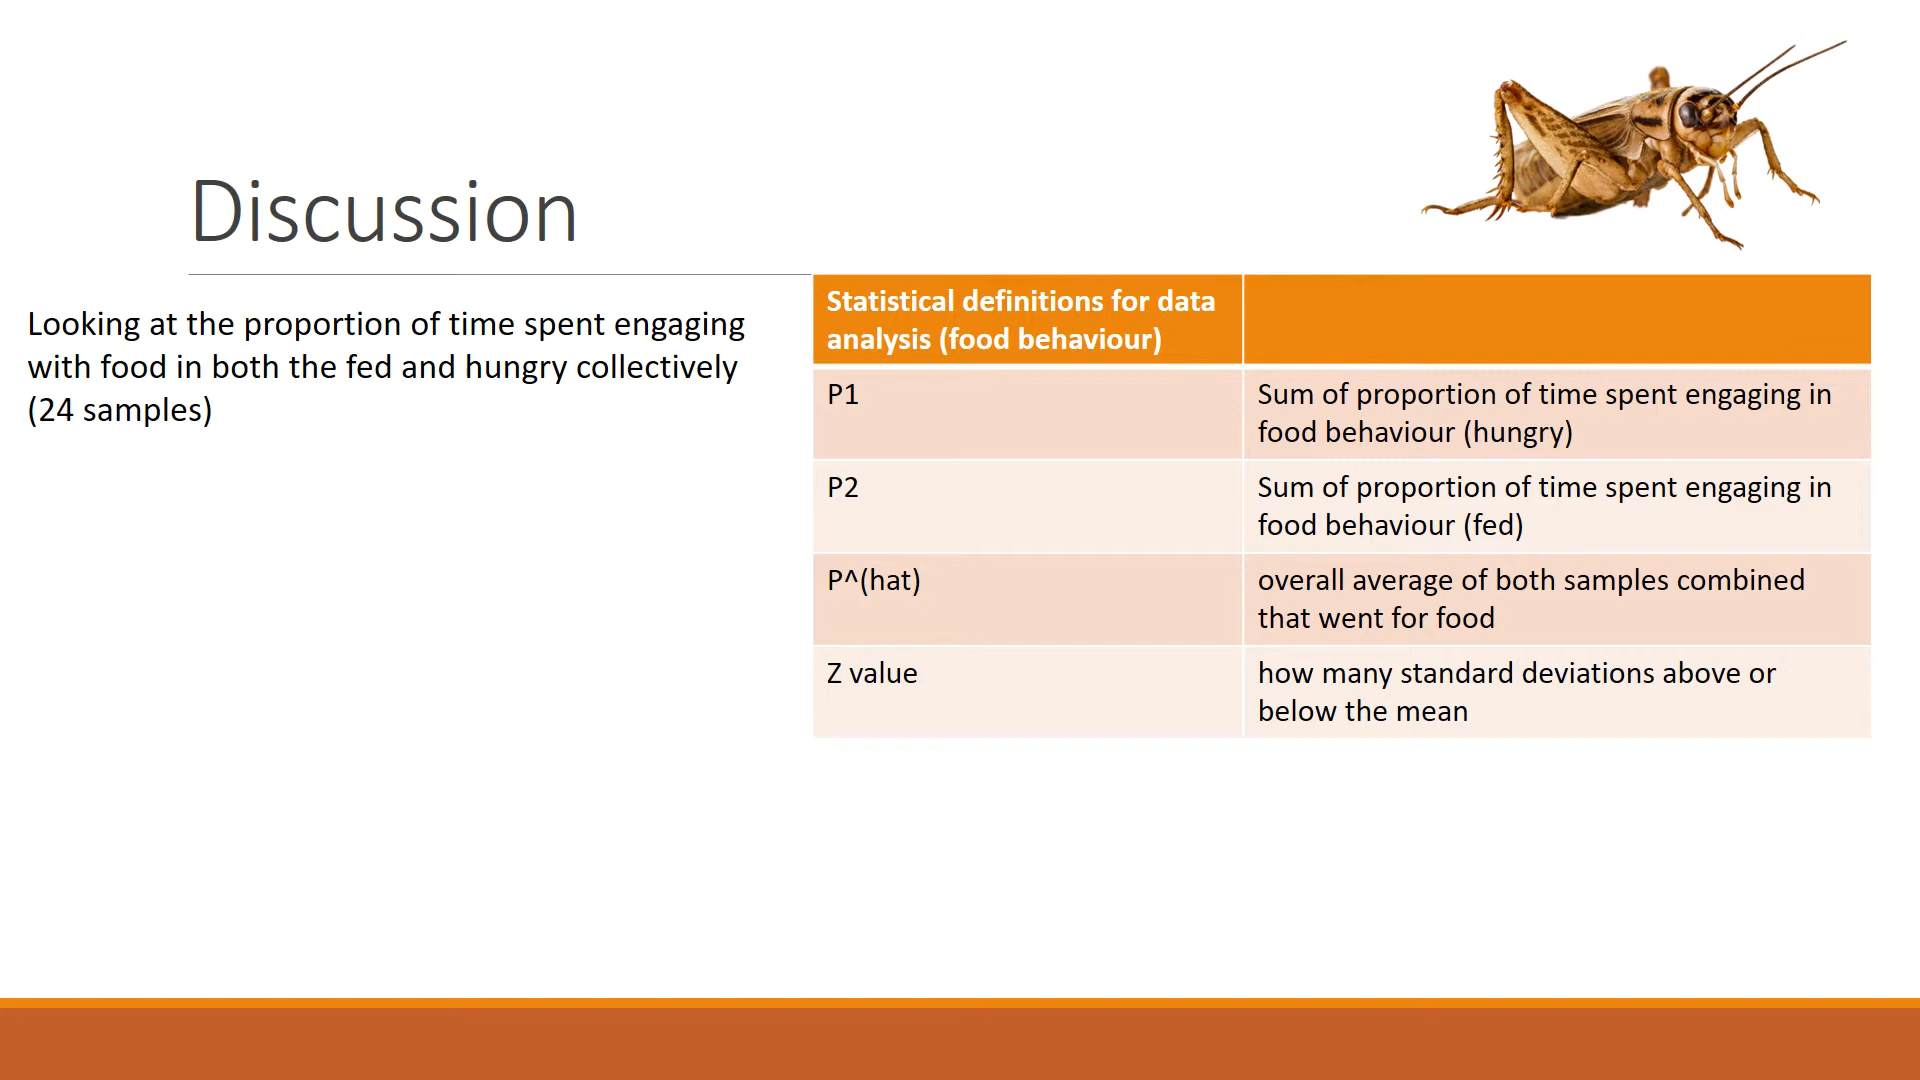 Discussion
Looking at the proportion of time spent engaging
with food in both the fed and hungry collectively
(24 samples)
Statistical definitions for data
analysis (food behaviour)
P1
Sum of proportion of time spent engaging in
food behaviour (hungry)
P2
Sum of proportion of time spent engaging in
food behaviour (fed)
P^(hat)
overall average of both samples combined
that went for food
Z value
how many standard deviations above or
below the mean